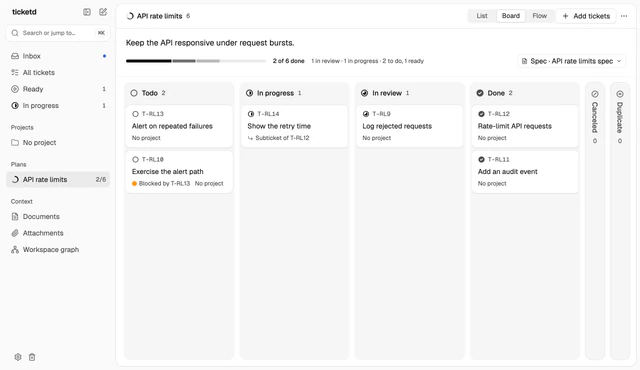 ticketd
Search or jump to… ⌘K
Inbox
All tickets
Ready 1
In progress 1
Projects
No project
Plans
API rate limits 2/6
Context
Documents
Attachments
Workspace graph
API rate limits 6
List Board Flow
Add tickets
Keep the API responsive under request bursts.
2 of 6 done 1 in review · 1 in progress · 2 to do, 1 ready
Spec · API rate limits spec
Todo 2
T-RL13
Alert on repeated failures
No project
T-RL10
Exercise the alert path
Blocked by T-RL13 No project
In progress 1
T-RL14
Show the retry time
Subticket of T-RL12
In review 1
T-RL9
Log rejected requests
No project
Done 2
T-RL12
Rate-limit API requests
No project
T-RL11
Add an audit event
No project
Canceled 0
Duplicate 0